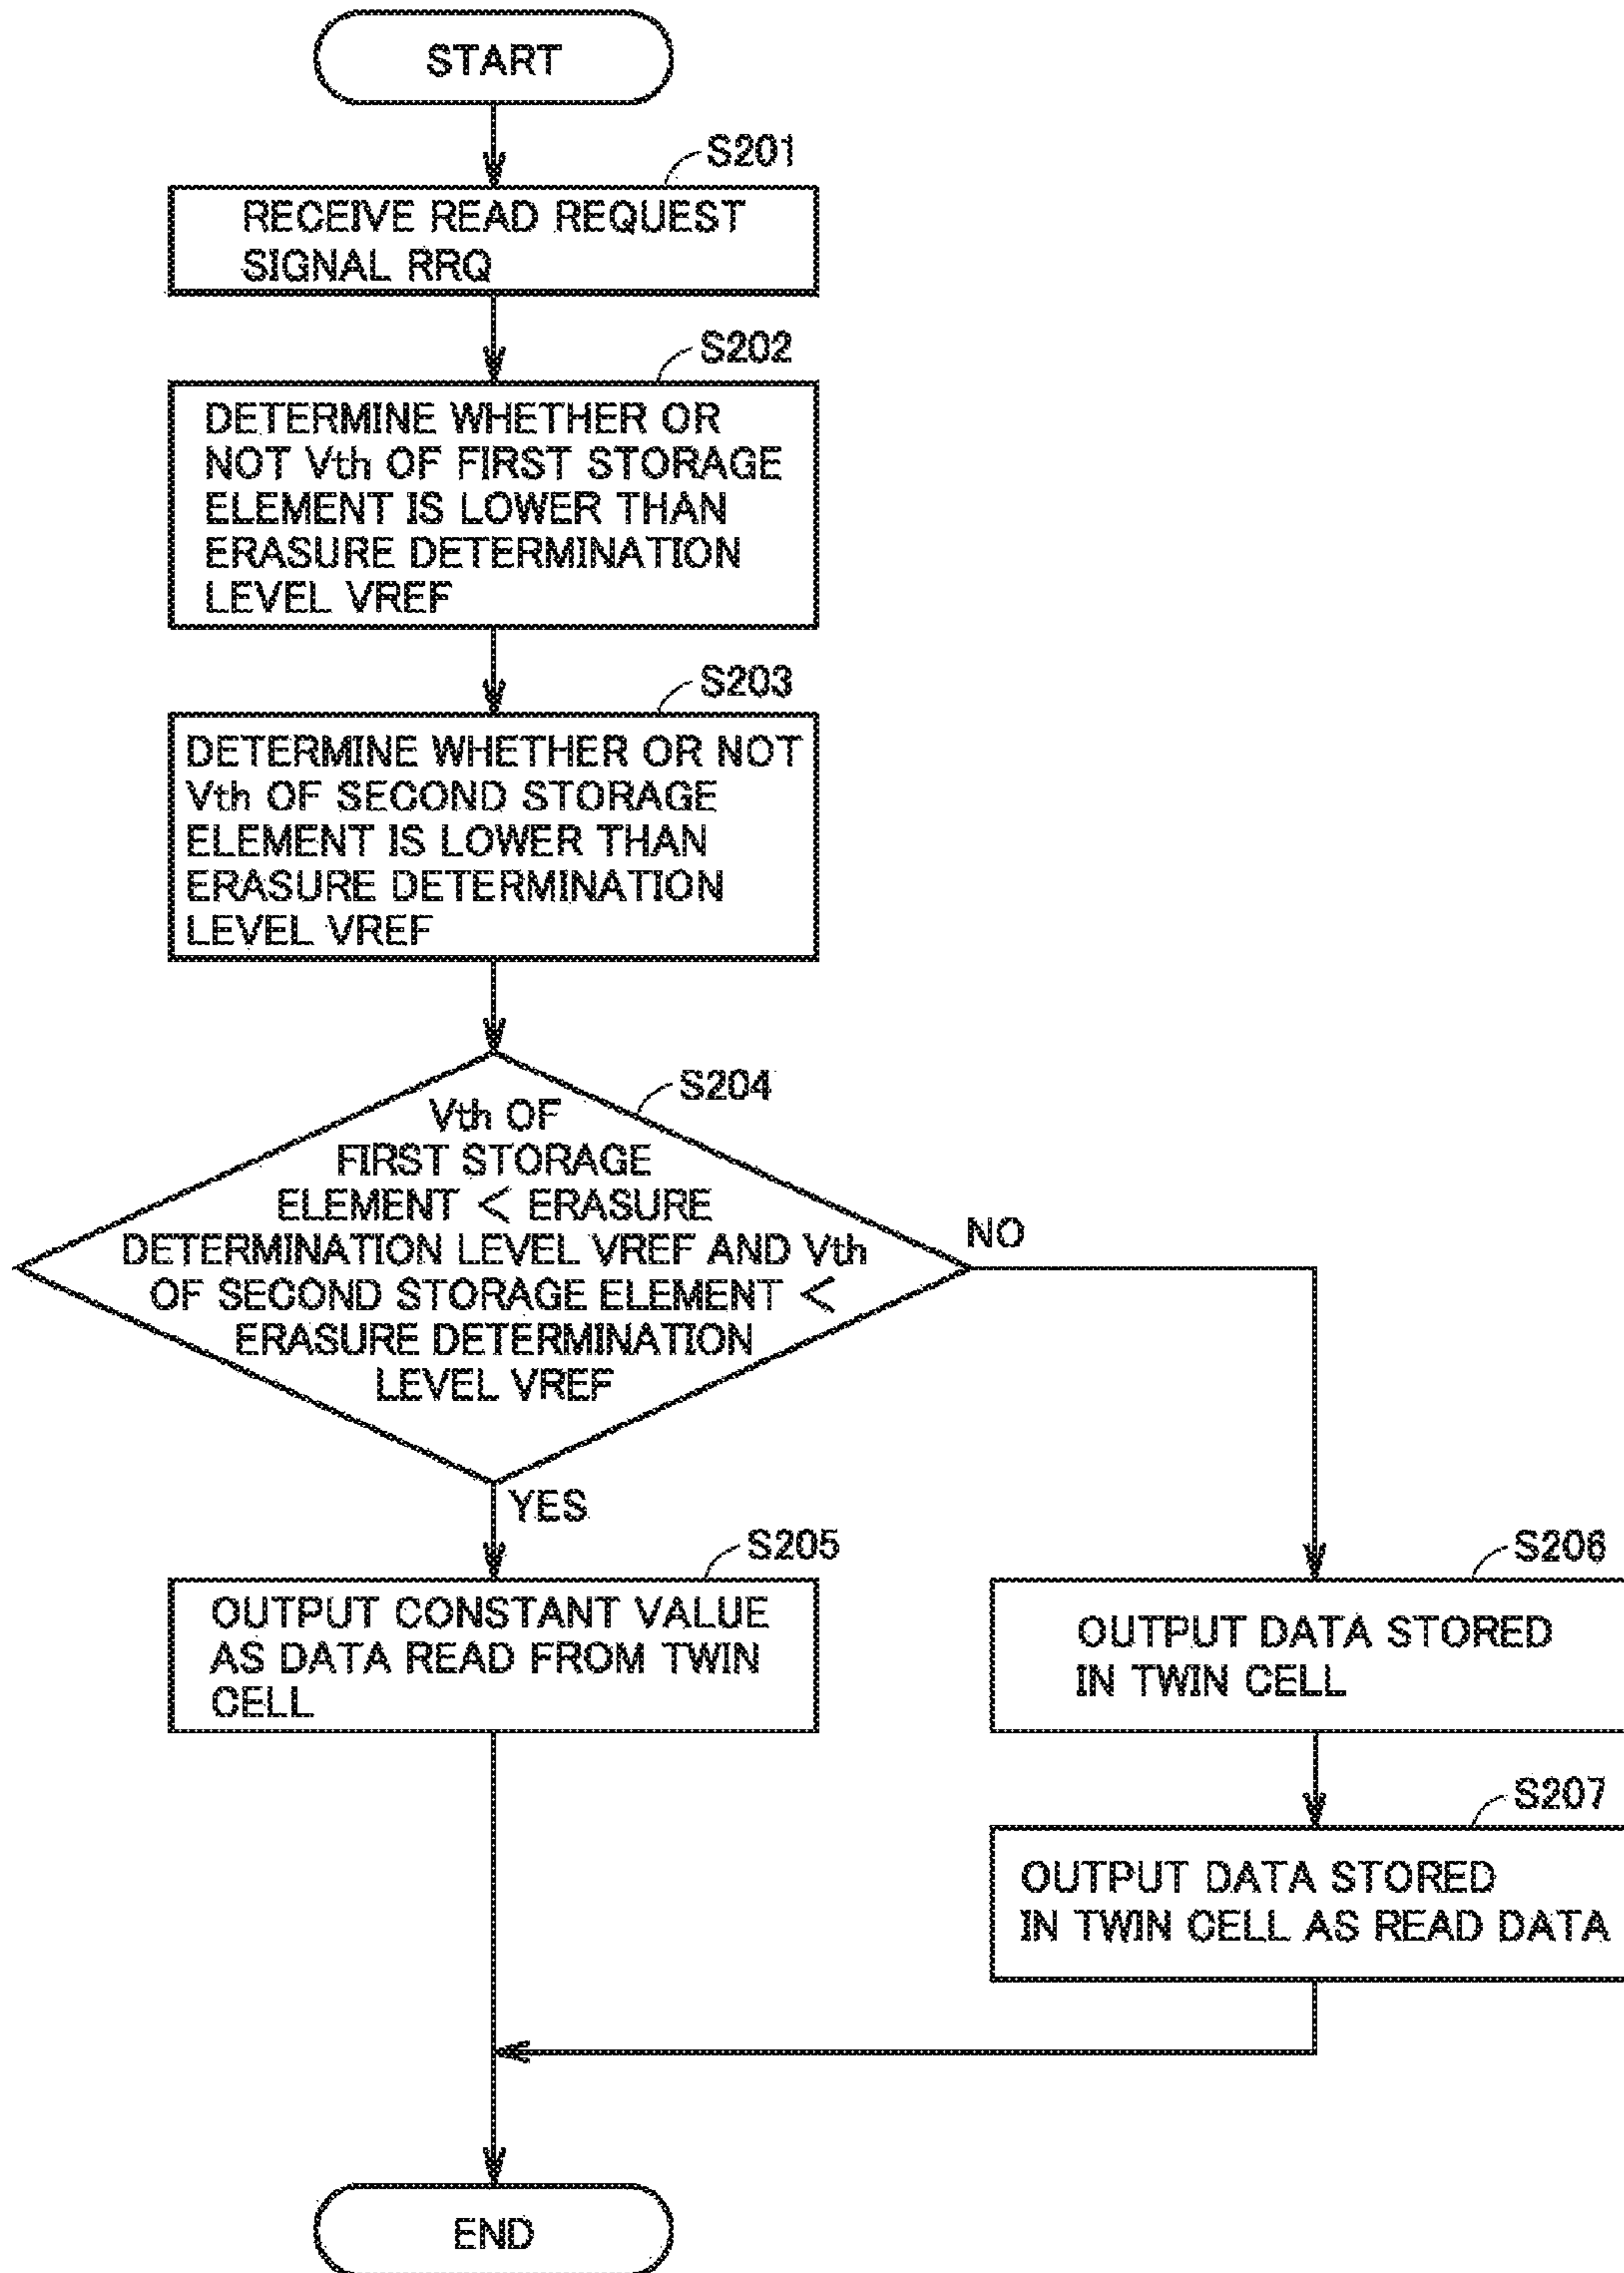 START
S201
RECEIVE READ REQUEST
SIGNAL RRQ
S202
DETERMINE WHETHER OR
NOT Vth OF FIRST STORAGE
ELEMENT IS LOWER THAN
ERASURE DETERMINATION
LEVEL VREF
S203
DETERMINE WHETHER OR NOT
Vth OF SECOND STORAGE
ELEMENT IS LOWER THAN
ERASURE DETERMINATION
LEVEL VREF
S204
Vth OF
FIRST STORAGE
ELEMENT < ERASURE
DETERMINATION LEVEL VREF AND Vth
OF SECOND STORAGE ELEMENT <
ERASURE DETERMINATION
LEVEL VREF
NO
YES
S205
OUTPUT CONSTANT VALUE
AS DATA READ FROM TWIN
CELL
S206
OUTPUT DATA STORED
IN TWIN CELL
S207
OUTPUT DATA STORED
IN TWIN CELL AS READ DATA
END